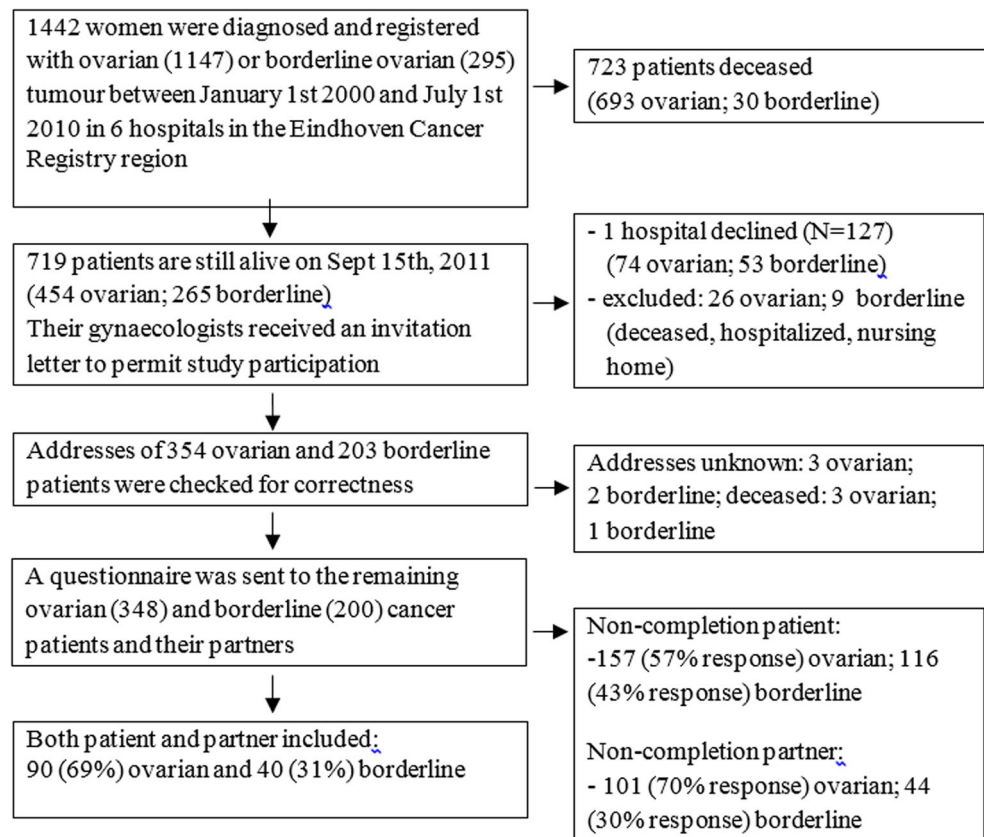 1442 women were diagnosed and registered
with ovarian (1147) or borderline ovarian (295)
tumour between January 1st 2000 and July 1st
2010 in 6 hospitals in the Eindhoven Cancer
Registry region
723 patients deceased
(693 ovarian; 30 borderline)
719 patients are still alive on Sept 15th, 2011
(454 ovarian; 265 borderline)
Their gynaecologists received an invitation
letter to permit study participation
- 1 hospital declined (N=127)
(74 ovarian; 53 borderline)
- excluded: 26 ovarian; 9 borderline
(deceased, hospitalized, nursing
home)
Addresses of 354 ovarian and 203 borderline
patients were checked for correctness
Addresses unknown: 3 ovarian;
2 borderline; deceased: 3 ovarian;
1 borderline
A questionnaire was sent to the remaining
ovarian (348) and borderline (200) cancer
patients and their partners
Non-completion patient:
-157 (57% response) ovarian; 116
(43% response) borderline
Non-completion partner:
- 101 (70% response) ovarian; 44
(30% response) borderline
Both patient and partner included:
90 (69%) ovarian and 40 (31%) borderline